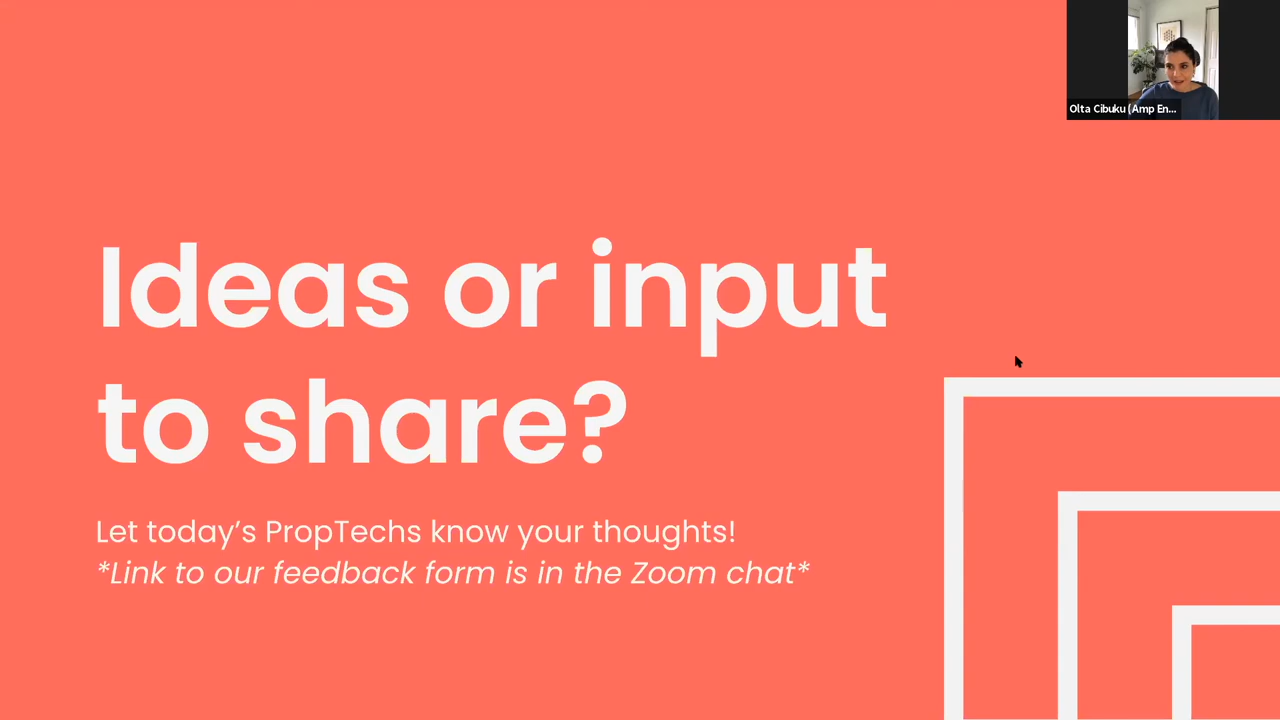 Olta Cibuku (Amp En...
Ideas or input
to share?
Let today’s PropTechs know your thoughts!
*Link to our feedback form is in the Zoom chat*